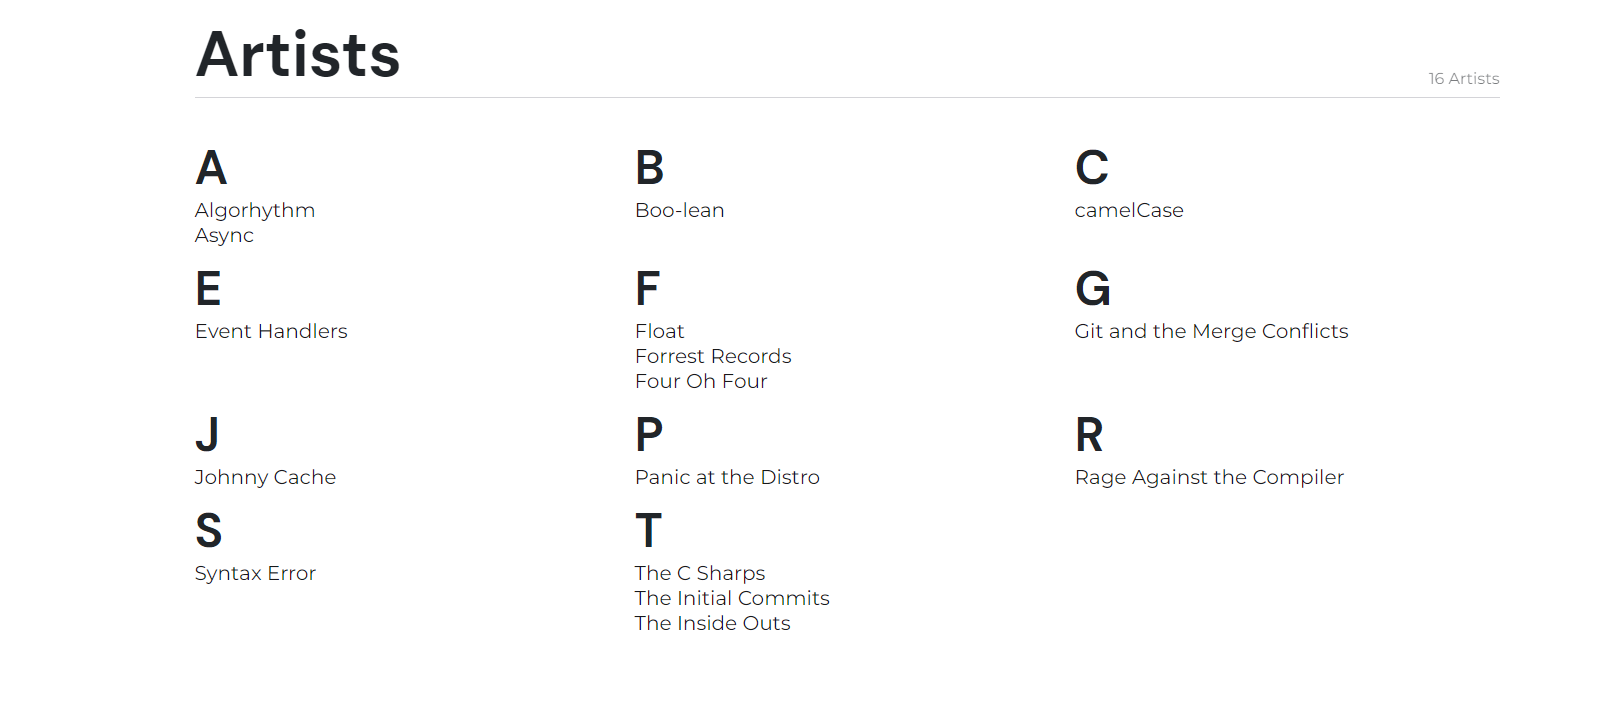 Artists
16 Artists
A
Algorhythm
Async
B
Boo-lean
C
camelCase
E
Event Handlers
F
Float
Forrest Records
Four Oh Four
G
Git and the Merge Conflicts
J
Johnny Cache
P
Panic at the Distro
R
Rage Against the Compiler
S
Syntax Error
T
The C Sharps
The Initial Commits
The Inside Outs